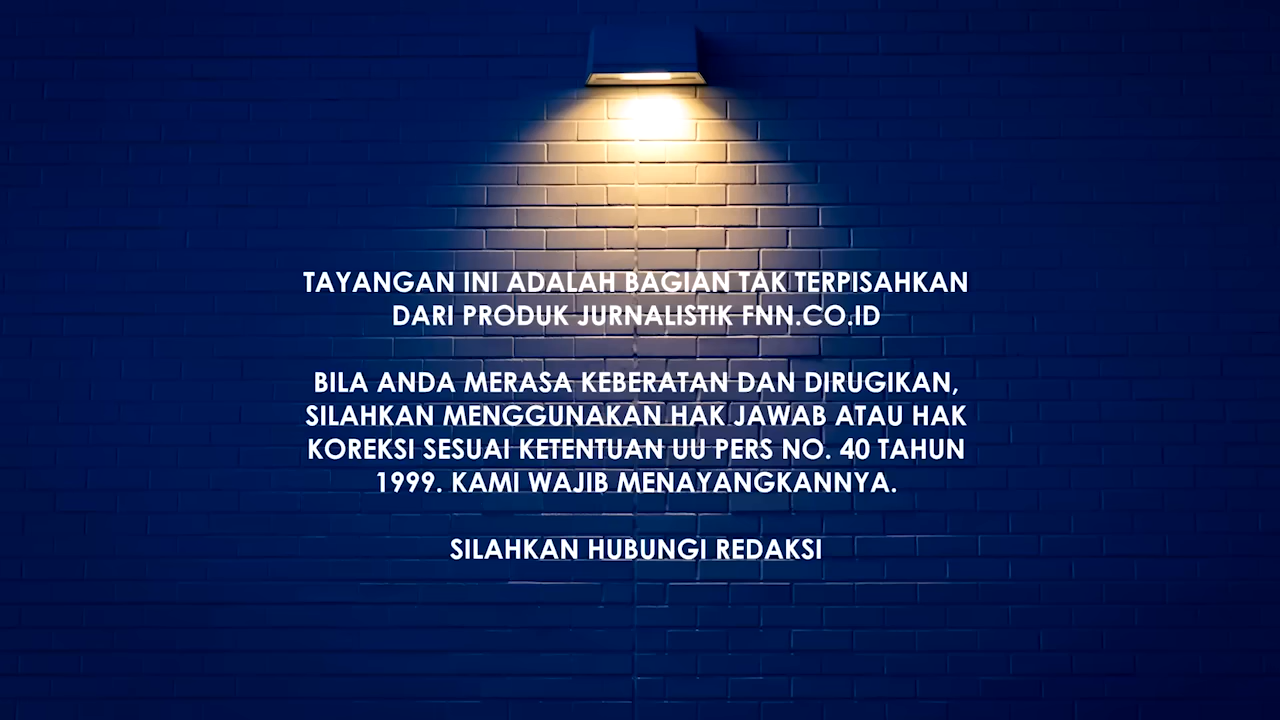 TAYANGAN INI ADALAH BAGIAN TAK TERPISAHKAN
DARI PRODUK JURNALISTIK FNN.CO.ID
BILA ANDA MERASA KEBERATAN DAN DIRUGIKAN,
SILAHKAN MENGGUNAKAN HAK JAWAB ATAU HAK
KOREKSI SESUAI KETENTUAN UU PERS NO. 40 TAHUN
1999. KAMI WAJIB MENAYANGKANNYA.
SILAHKAN HUBUNGI REDAKSI